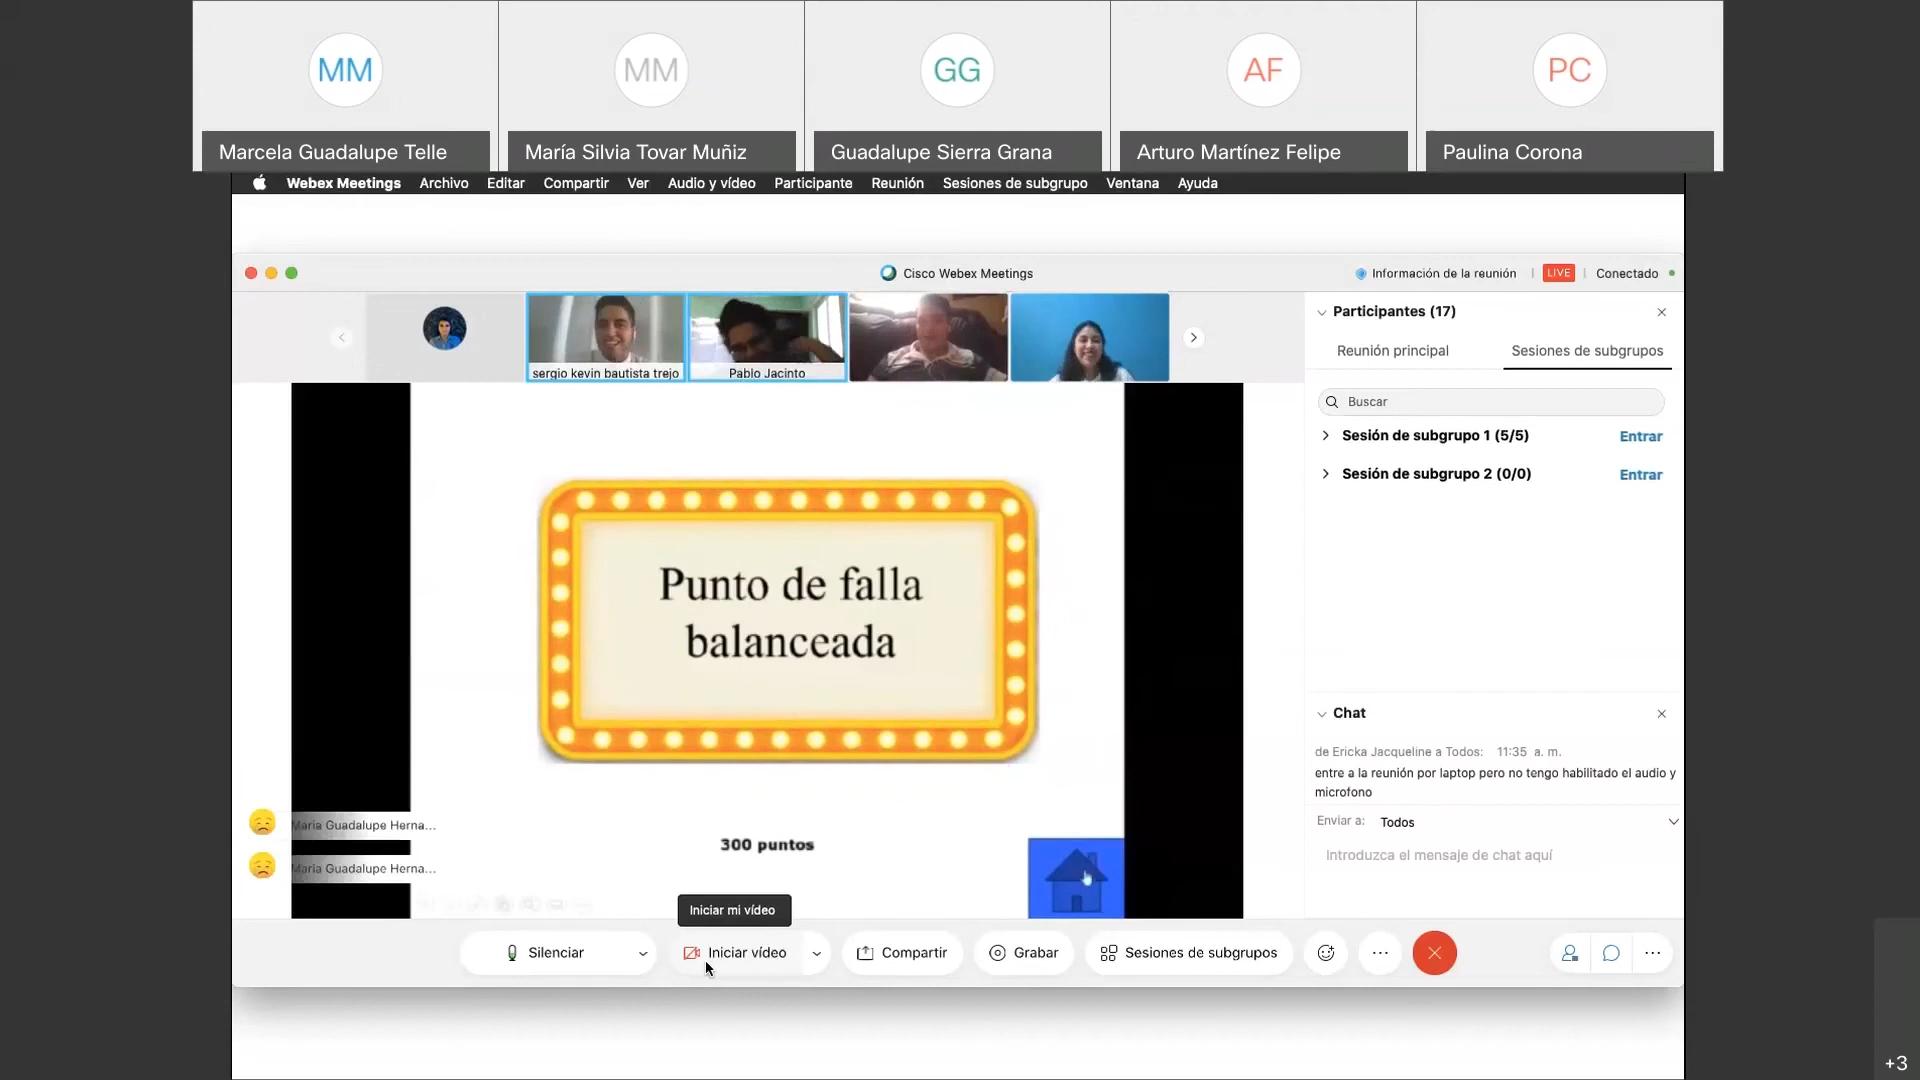 MM
MM
GG
AF
PC
Marcela Guadalupe Telle
María Silvia Tovar Muñiz
Guadalupe Sierra Grana
Arturo Martínez Felipe
Paulina Corona
Webex Meetings Archivo Editar Compartir Ver Audio y vídeo Participante Reunión Sesiones de subgrupo Ventana Ayuda
Cisco Webex Meetings
Información de la reunión
LIVE
Conectado
sergio kevin bautista trejo
Pablo Jacinto
Participantes (17)
Reunión principal
Sesiones de subgrupos
Buscar
Sesión de subgrupo 1 (5/5) Entrar
Sesión de subgrupo 2 (0/0) Entrar
Punto de falla
balanceada
300 puntos
Maria Guadalupe Herna...
Maria Guadalupe Herna...
Chat
de Ericka Jacqueline a Todos: 11:35 a. m.
entre a la reunión por laptop pero no tengo habilitado el audio y
microfono
Enviar a: Todos
Introduzca el mensaje de chat aquí
Iniciar mi vídeo
Silenciar
Iniciar vídeo
Compartir
Grabar
Sesiones de subgrupos
+3